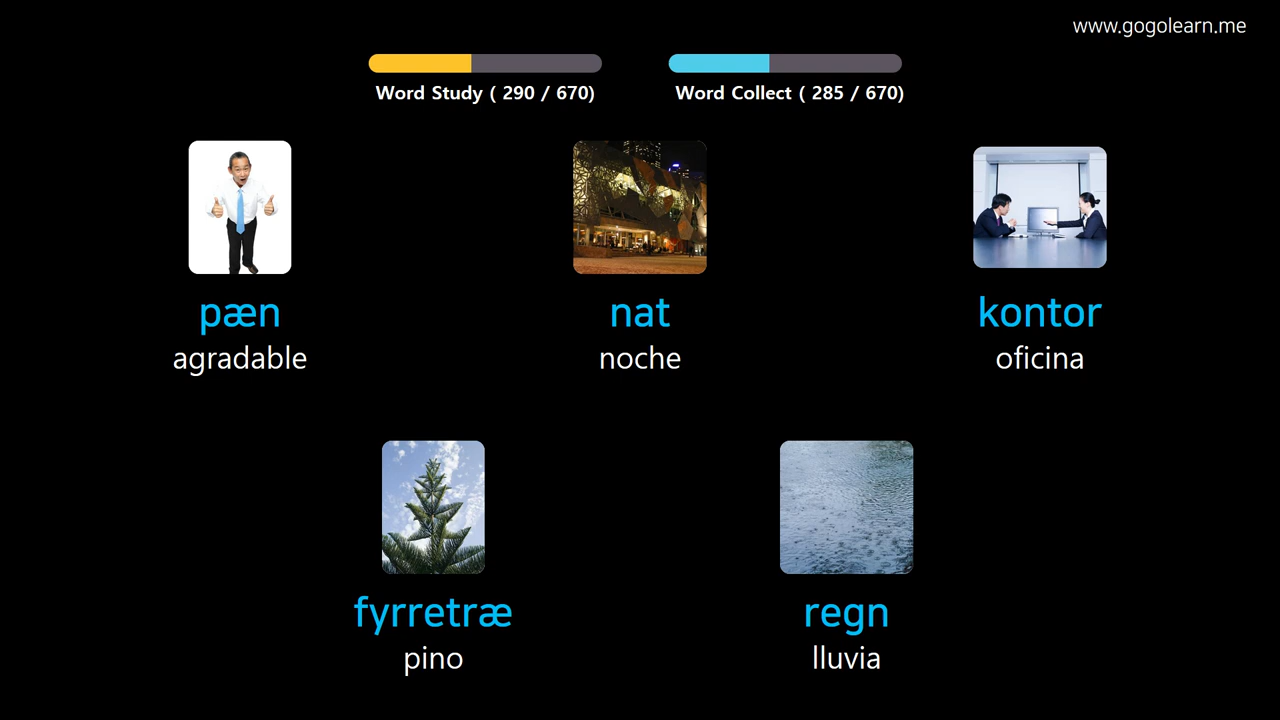 www.gogolearn.me
Word Study ( 290 / 670)
Word Collect ( 285 / 670)
pæn
agradable
nat
noche
kontor
oficina
fyrretræ
pino
regn
lluvia